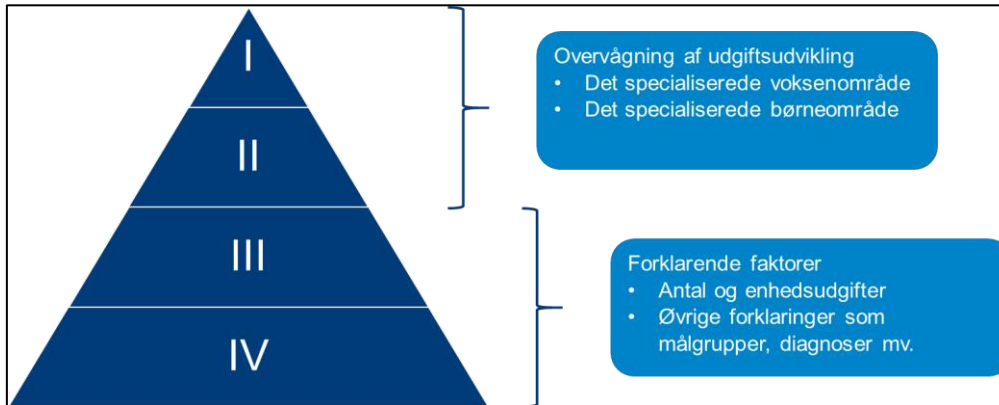 I
II
III
IV
Overvågning af udgiftsudvikling
• Det specialiserede voksenområde
• Det specialiserede børneområde
Forklarende faktorer
• Antal og enhedsudgifter
• Øvrige forklaringer som
målgrupper, diagnoser mv.